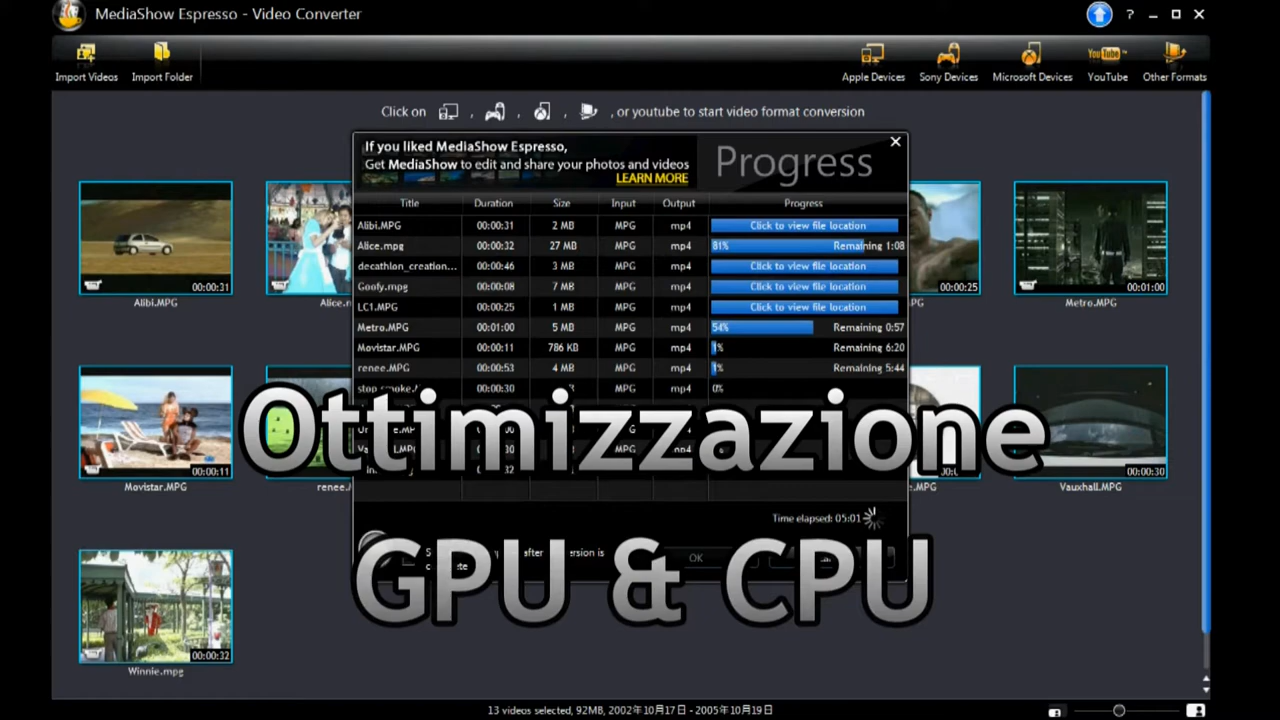 MediaShow Espresso - Video Converter
?
Import Videos Import Folder
Apple Devices Sony Devices Microsoft Devices YouTube Other Formats
Click on , , , , or youtube to start video format conversion
If you liked MediaShow Espresso,
Get MediaShow to edit and share your photos and videos
LEARN MORE
Progress
Title Duration Size Input Output Progress
Alibi.MPG 00:00:31 2 MB MPG mp4 Click to view file location
Alice.mpg 00:00:32 27 MB MPG mp4 81% Remaining 1:08
decathlon_creation... 00:00:46 3 MB MPG mp4 Click to view file location
Goofy.mpg 00:00:08 7 MB MPG mp4 Click to view file location
LC1.MPG 00:00:25 1 MB MPG mp4 Click to view file location
Metro.MPG 00:01:00 5 MB MPG mp4 54% Remaining 0:57
Movistar.MPG 00:00:11 786 KB MPG mp4 1% Remaining 6:20
renee.MPG 00:00:53 4 MB MPG mp4 1% Remaining 5:44
00:00:30 MPG mp4 0%
00:00:31 00:00:25 00:01:00
Alibi.MPG Metro.MPG
Ottimizzazione
00:00:11 00:00:30
Movistar.MPG Vauxhall.MPG
Time elapsed: 05:01
after
OK
GPU & CPU
00:00:32
Winnie.mpg
13 videos selected, 92MB, 2002年10月17日 - 2005年10月19日